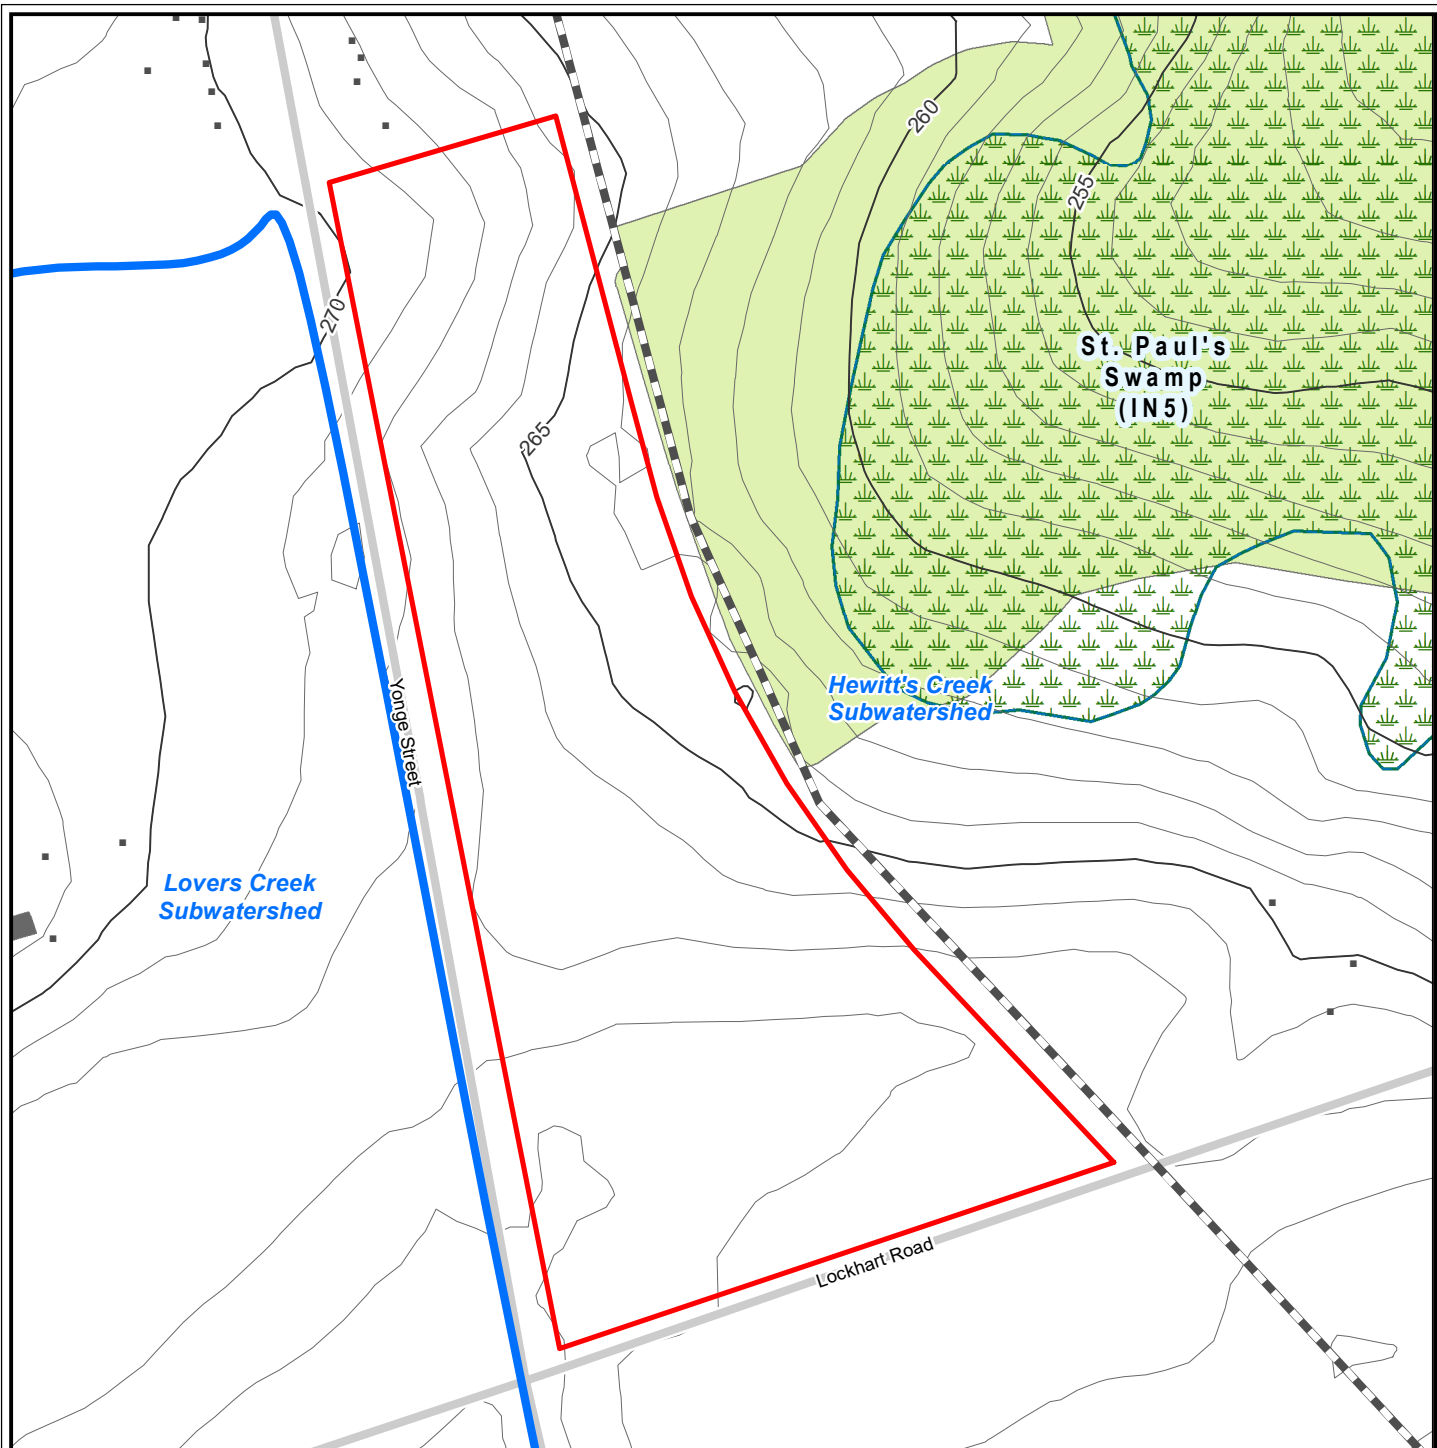 260
255
270
St. Paul's
Swamp
(IN5)
265
Hewitt's Creek
Subwatershed
Yonge Street
Lovers Creek
Subwatershed
Lockhart Road